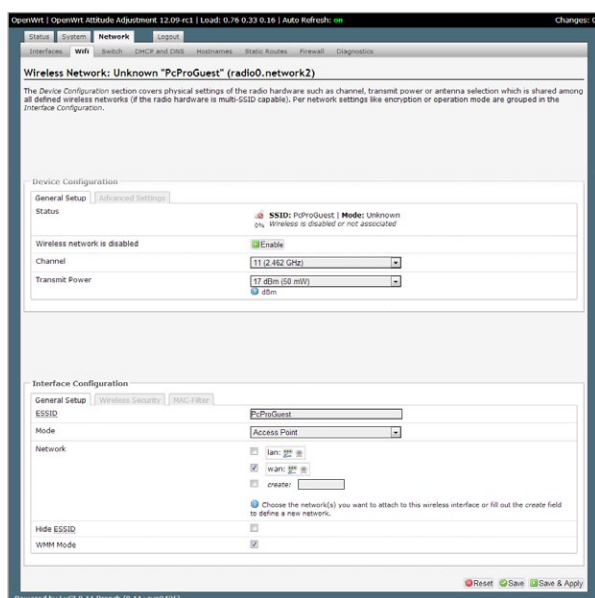 OpenWrt | OpenWrt Attitude Adjustment 12.09-rc1 | Load: 0.76 0.33 0.16 | Auto Refresh: on Changes: 0
Status System Network Logout
Interfaces Wifi Switch DHCP and DNS Hostnames Static Routes Firewall Diagnostics
Wireless Network: Unknown "PcProGuest" (radio0.network2)
The Device Configuration section covers physical settings of the radio hardware such as channel, transmit power or antenna selection which is shared among
all defined wireless networks (if the radio hardware is multi-SSID capable). Per network settings like encryption or operation mode are grouped in the
Interface Configuration.
Device Configuration
General Setup Advanced Settings
Status
SSID: PcProGuest | Mode: Unknown
0% Wireless is disabled or not associated
Wireless network is disabled Enable
Channel 11 (2.462 GHz)
Transmit Power 17 dBm (50 mW)
dBm
Interface Configuration
General Setup Wireless Security MAC-Filter
ESSID PcProGuest
Mode Access Point
Network lan:
wan:
create:
Choose the network(s) you want to attach to this wireless interface or fill out the create field
to define a new network.
Hide ESSID
WMM Mode
Reset Save Save & Apply